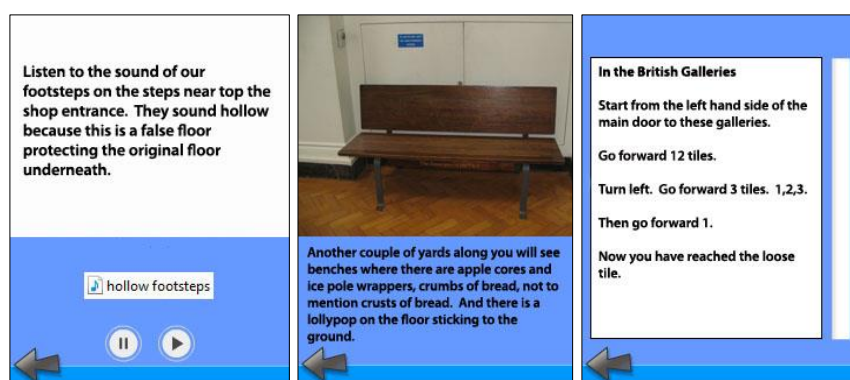 Listen to the sound of our
footsteps on the steps near top the
shop entrance. They sound hollow
because this is a false floor
protecting the original floor
underneath.
hollow footsteps
Another couple of yards along you will see
benches where there are apple cores and
ice pole wrappers, crumbs of bread, not to
mention crusts of bread. And there is a
lollypop on the floor sticking to the
ground.
In the British Galleries
Start from the left hand side of the
main door to these galleries.
Go forward 12 tiles.
Turn left. Go forward 3 tiles. 1,2,3.
Then go forward 1.
Now you have reached the loose
tile.